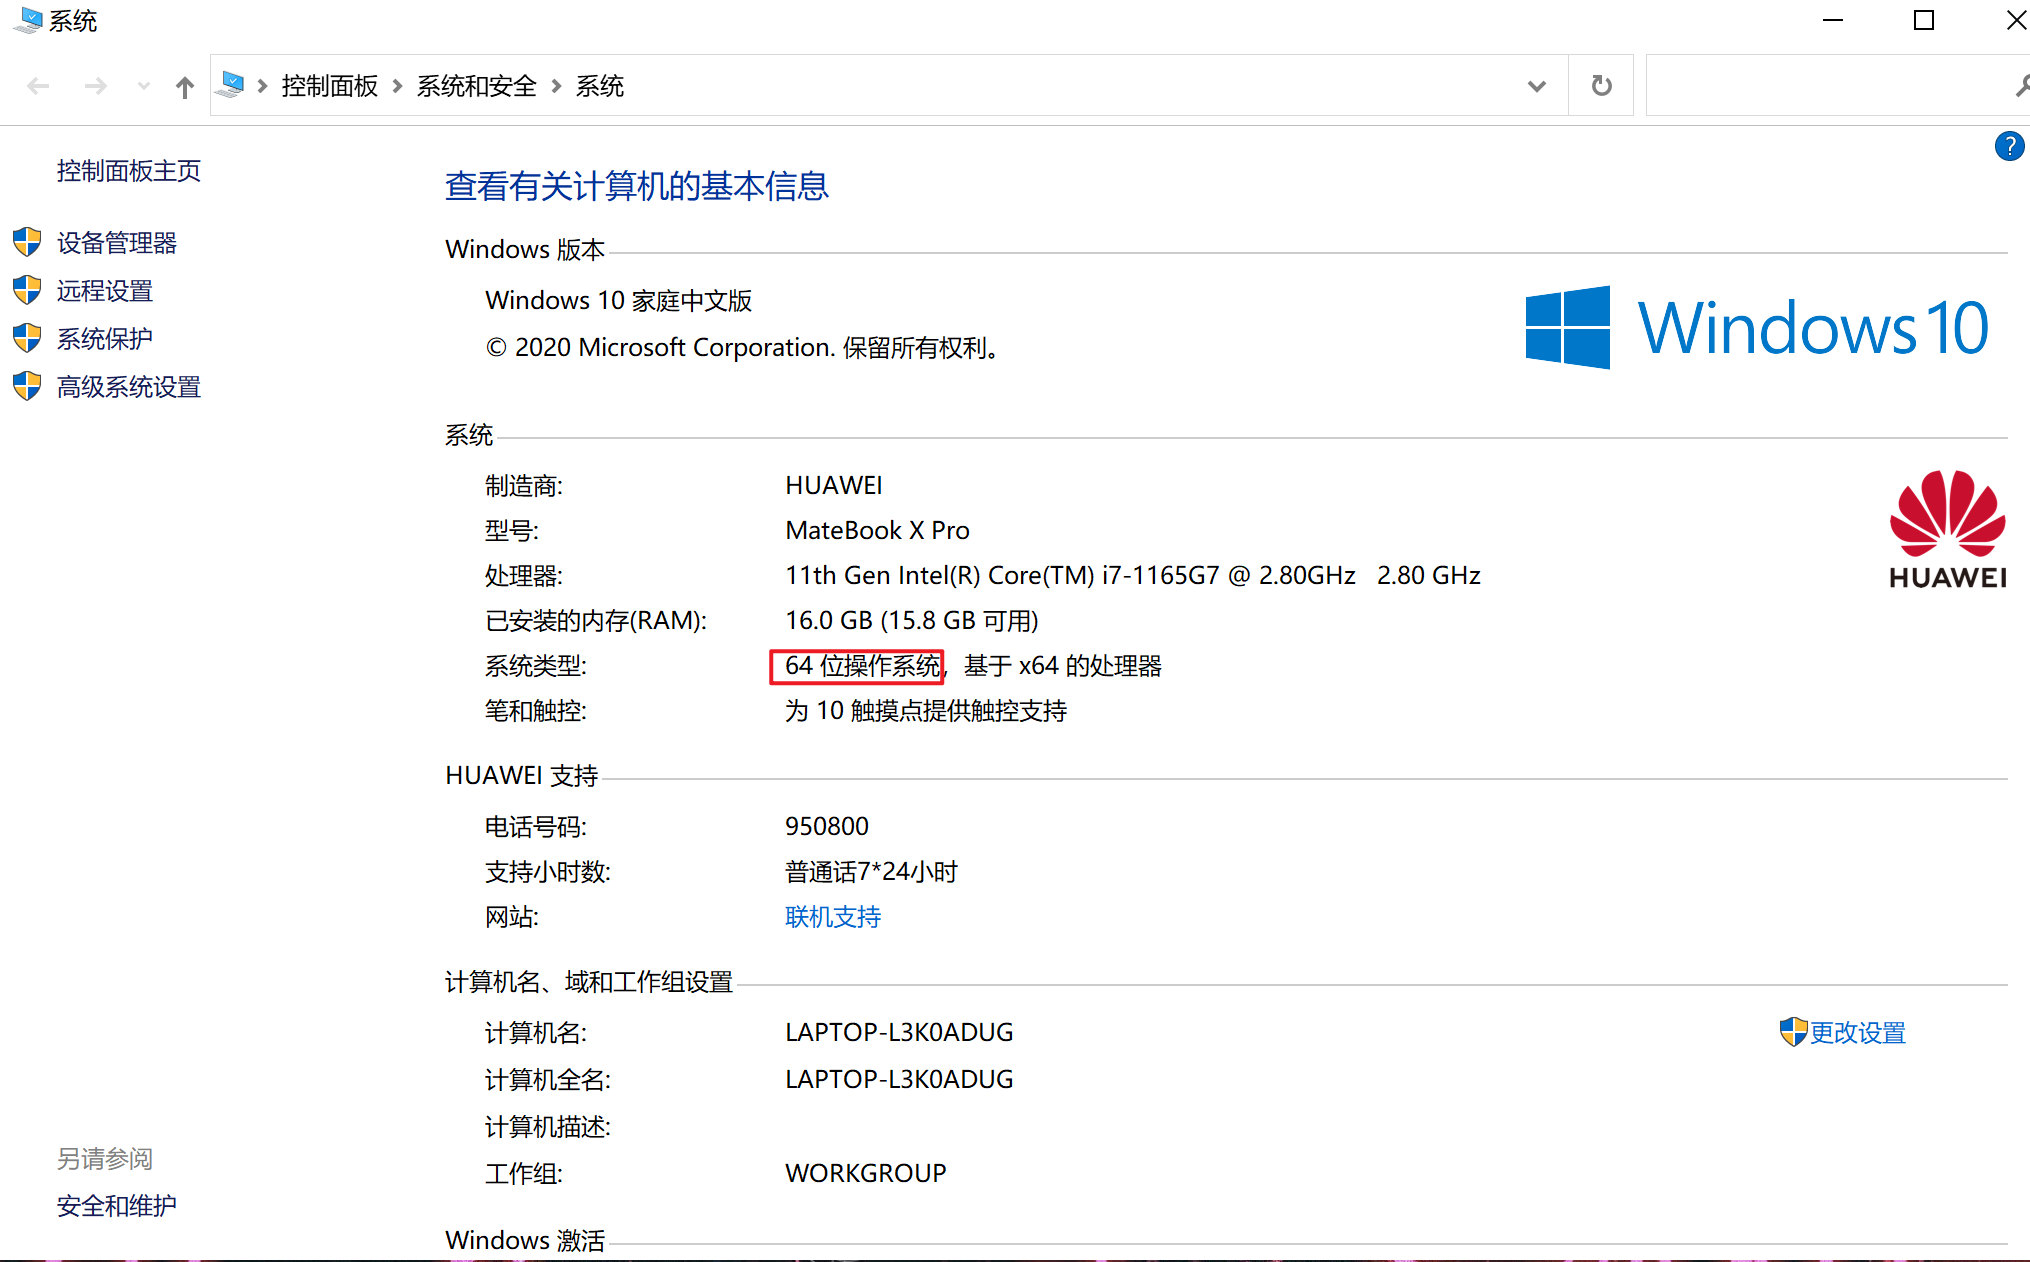 系统
控制面板 系统和安全 系统
?
控制面板主页
设备管理器
远程设置
系统保护
高级系统设置
查看有关计算机的基本信息
Windows 版本
Windows 10 家庭中文版
© 2020 Microsoft Corporation. 保留所有权利。
Windows 10
系统
制造商: HUAWEI
型号: MateBook X Pro
处理器: 11th Gen Intel(R) Core(TM) i7-1165G7 @ 2.80GHz 2.80 GHz
已安装的内存(RAM): 16.0 GB (15.8 GB 可用)
系统类型: 64 位操作系统, 基于 x64 的处理器
笔和触控: 为 10 触摸点提供触控支持
HUAWEI
HUAWEI 支持
电话号码: 950800
支持小时数: 普通话7*24小时
网站: 联机支持
计算机名、域和工作组设置
计算机名: LAPTOP-L3K0ADUG
更改设置
计算机全名: LAPTOP-L3K0ADUG
计算机描述:
工作组: WORKGROUP
Windows 激活
另请参阅
安全和维护